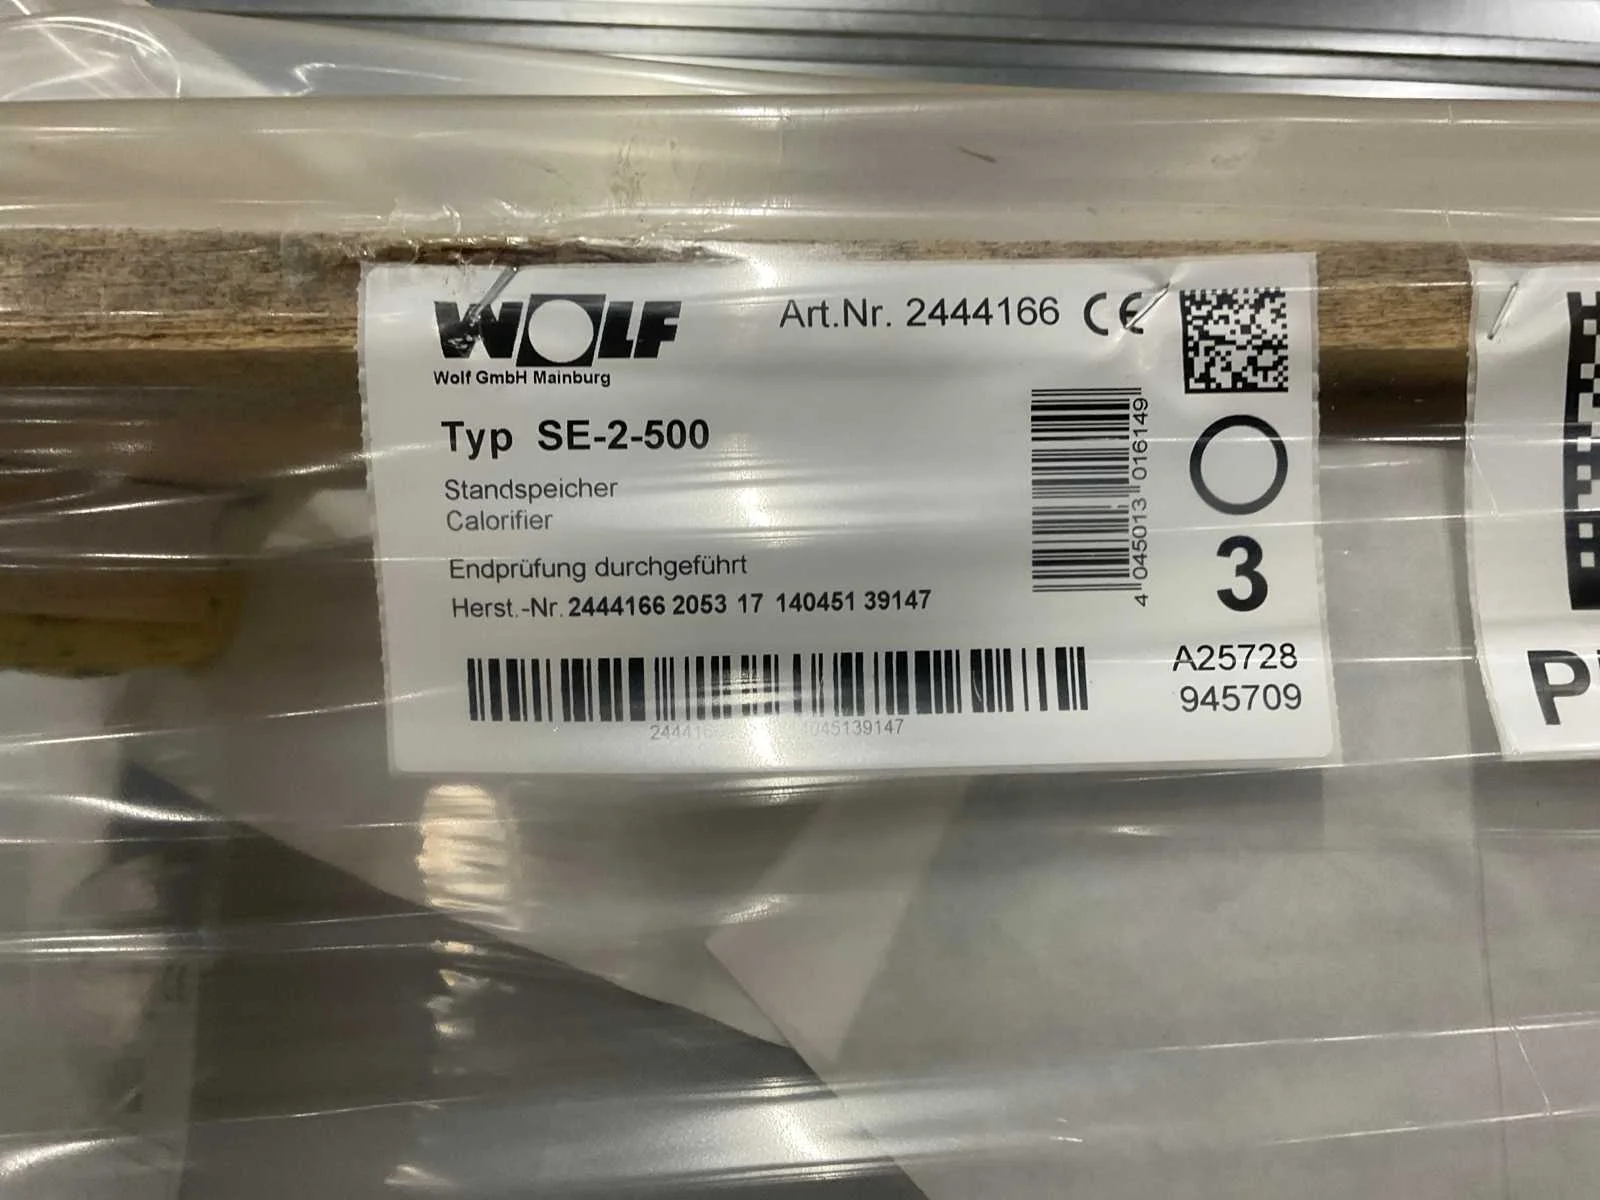 WOLF
Wolf GmbH Mainburg
Art.Nr. 2444166 CE
Typ SE-2-500
Standspeicher
Calorifier
Endprüfung durchgeführt
Herst.-Nr. 2444166 2053 17 140451 39147
4 045013 016149
3
A25728
945709